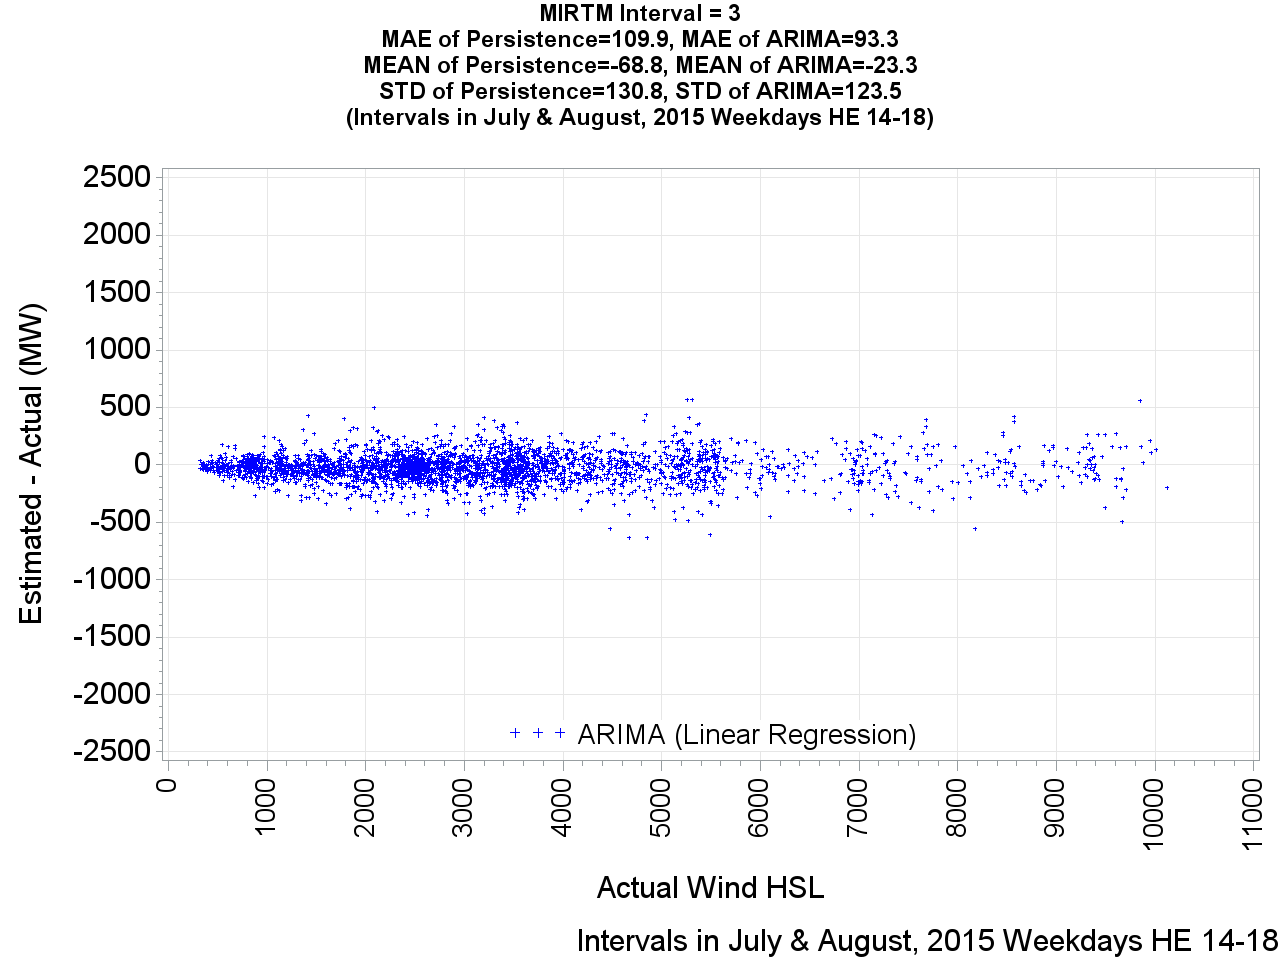 MIRTM Interval = 3
MAE of Persistence=109.9, MAE of ARIMA=93.3
MEAN of Persistence=-68.8, MEAN of ARIMA=-23.3
STD of Persistence=130.8, STD of ARIMA=123.5
(Intervals in July & August, 2015 Weekdays HE 14-18)
Estimated - Actual (MW)
2500
2000
1500
1000
500
0
-500
-1000
-1500
-2000
-2500
ARIMA (Linear Regression)
0
1000
2000
3000
4000
5000
6000
7000
8000
9000
10000
11000
Actual Wind HSL
Intervals in July & August, 2015 Weekdays HE 14-18